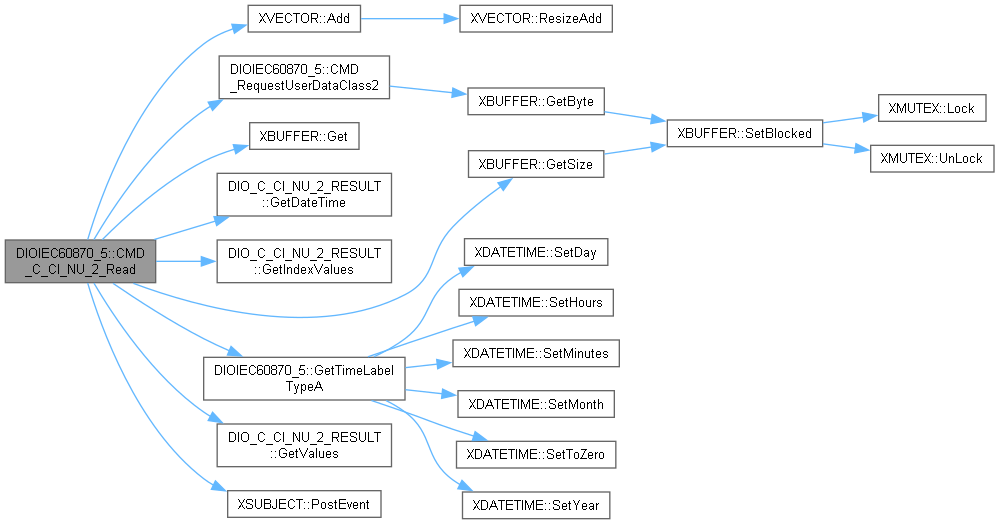 XVECTOR::Add
XVECTOR::ResizeAdd
DIOIEC60870_5::CMD
_RequestUserDataClass2
XBUFFER::GetByte
XMUTEX::Lock
XBUFFER::Get
XBUFFER::SetBlocked
XBUFFER::GetSize
XMUTEX::UnLock
DIO_C_CI_NU_2_RESULT
::GetDateTime
DIOIEC60870_5::CMD
_C_CI_NU_2_Read
DIO_C_CI_NU_2_RESULT
::GetIndexValues
XDATETIME::SetDay
XDATETIME::SetHours
XDATETIME::SetMinutes
DIOIEC60870_5::GetTimeLabel
TypeA
XDATETIME::SetMonth
DIO_C_CI_NU_2_RESULT
::GetValues
XDATETIME::SetToZero
XSUBJECT::PostEvent
XDATETIME::SetYear